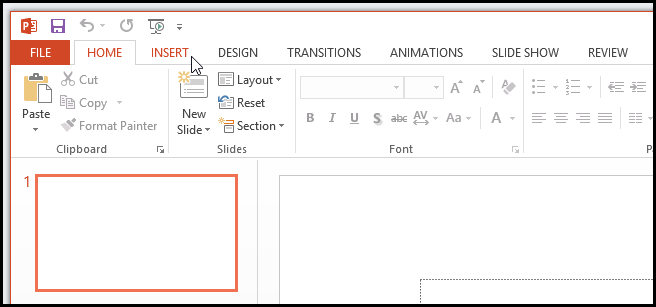 FILE HOME INSERT DESIGN TRANSITIONS ANIMATIONS SLIDE SHOW REVIEW
Paste
Cut
Copy
Format Painter
Clipboard
New
Slide
Layout
Reset
Section
Slides
B I U S abc AV Aa A
Font
1